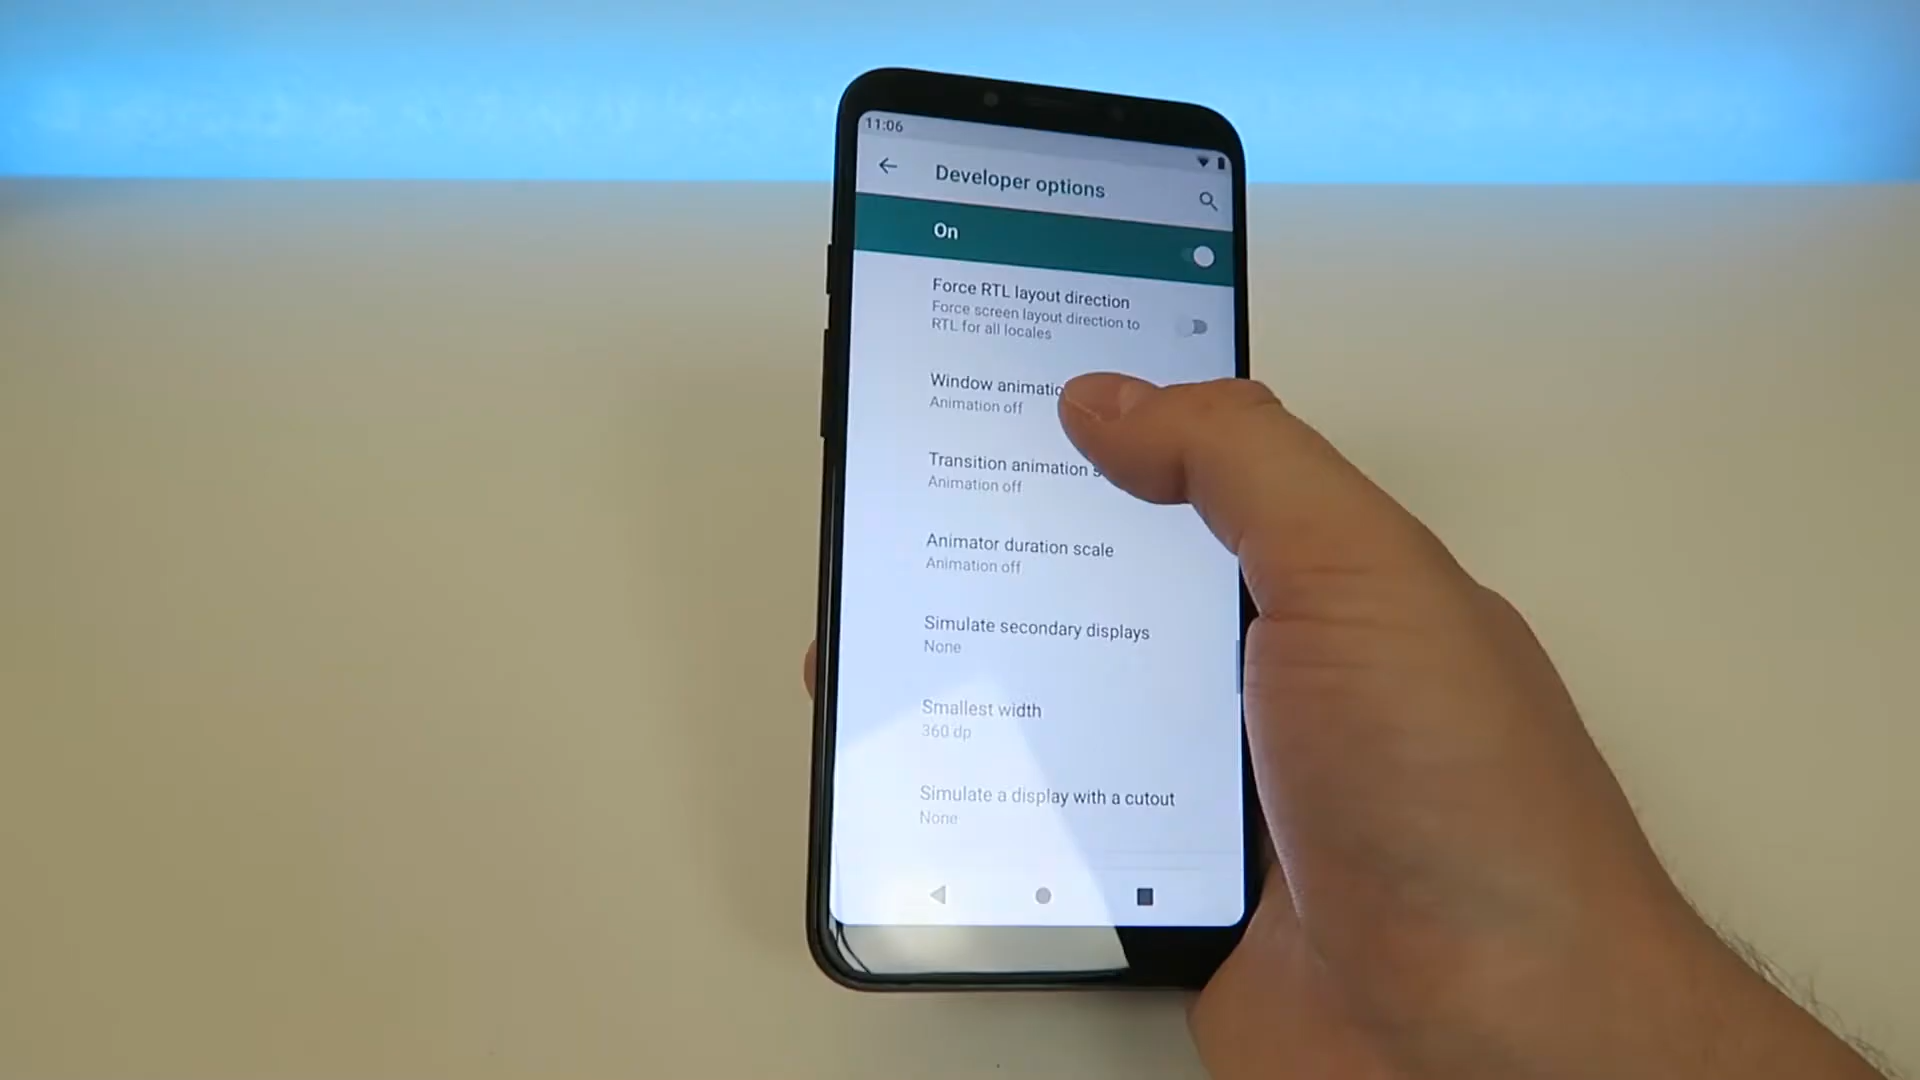 11:06
Developer options
On
Force RTL layout direction
Force screen layout direction to
RTL for all locales
Window
Animation off
Transition animation
Animation off
Animator duration scale
Animation off
Simulate secondary displays
None
Smallest width
360 dp
Simulate a display with a cutout
None